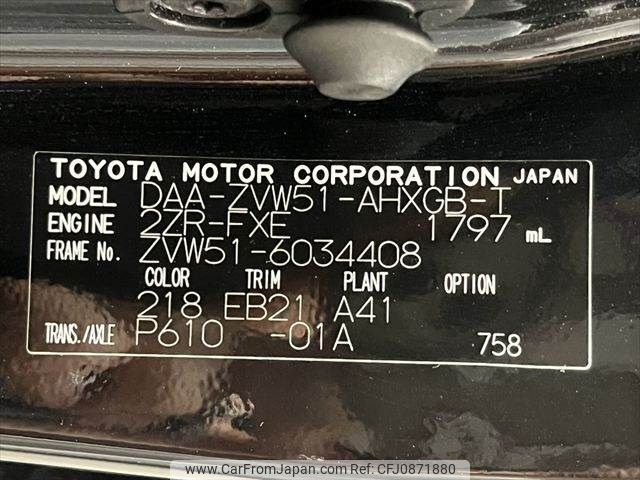 TOYOTA MOTOR CORPORATION JAPAN
MODEL DAA-ZVW51-AHXGB-T
ENGINE 2ZR-FXE 1797 mL
FRAME No. ZVW51-6034408
COLOR TRIM PLANT OPTION
218 EB21 A41
TRANS./AXLE P610 -01A 758
www.CarFromJapan.com [Ref. No.CFJ0871880]